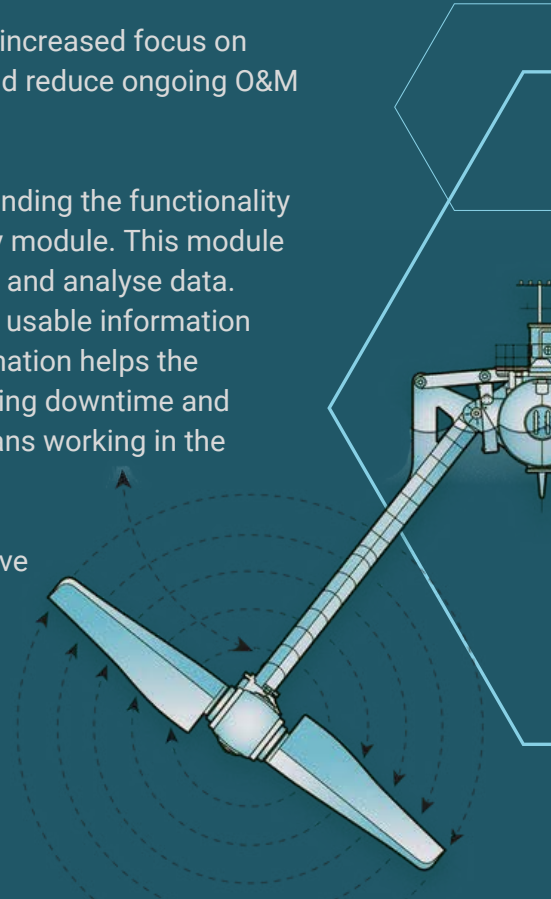 increased focus on
d reduce ongoing O&M
nding the functionality
module. This module
and analyse data.
usable information
nation helps the
ing downtime and
ans working in the
ve